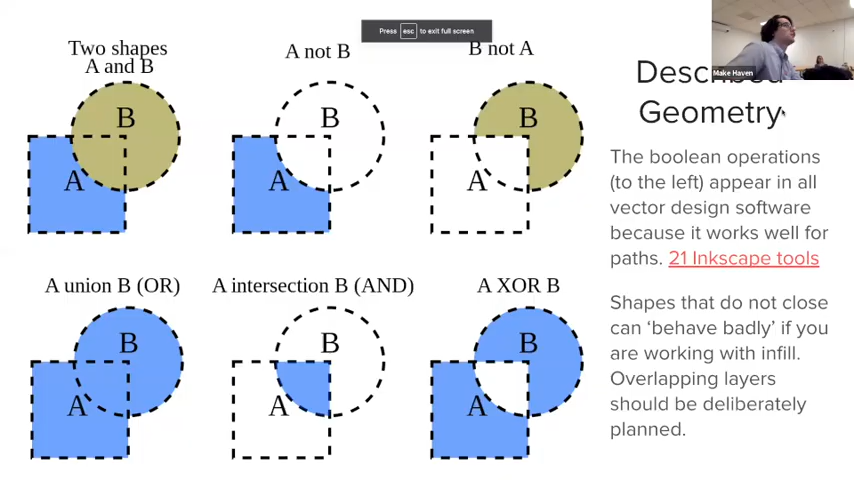 Press esc to exit full screen
Make Haven
Two shapes
A and B
A not B
B not A
B
A
B
A
B
A
A union B (OR)
A intersection B (AND)
A XOR B
B
A
B
A
B
A
Described
Geometry
The boolean operations
(to the left) appear in all
vector design software
because it works well for
paths. 21 Inkscape tools
Shapes that do not close
can ‘behave badly’ if you
are working with infill.
Overlapping layers
should be deliberately
planned.